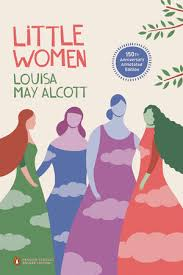 LiTTLE
WOMEN
LOUISA
MAY ALCOTT
150TH
Anniversary
Annotated
Edition
PENGUIN CLASSICS
DELUXE EDITION